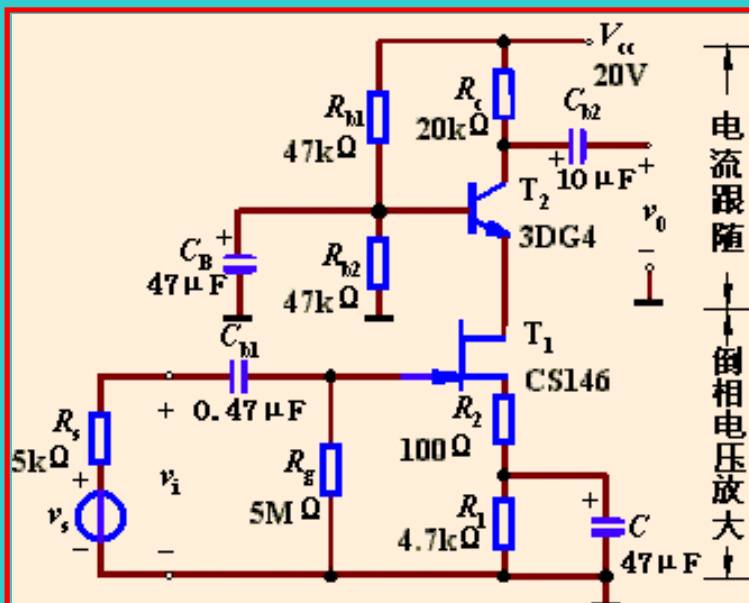 Vcc
20V
Rb1
47kΩ
Rc
20kΩ
Cb2
10μF
+
+
T2
3DG4
v0
−
电流跟随
+
CB
47μF
Rb2
47kΩ
Cb1
0.47μF
T1
CS146
R2
100Ω
Rs
5kΩ
+
vs
−
+
vi
−
Rg
5MΩ
R1
4.7kΩ
+
C
47μF
倒相电压放大